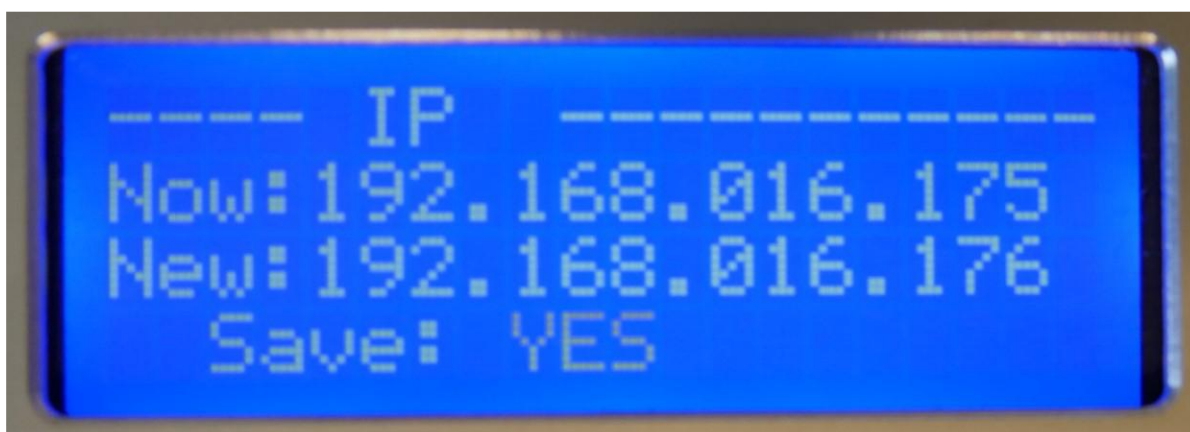 ---- IP -----------
Now:192.168.016.175
New:192.168.016.176
Save: YES